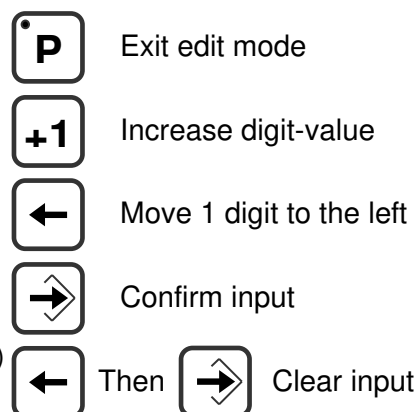 P Exit edit mode
+1 Increase digit-value
Move 1 digit to the left
Confirm input
) Then Clear input